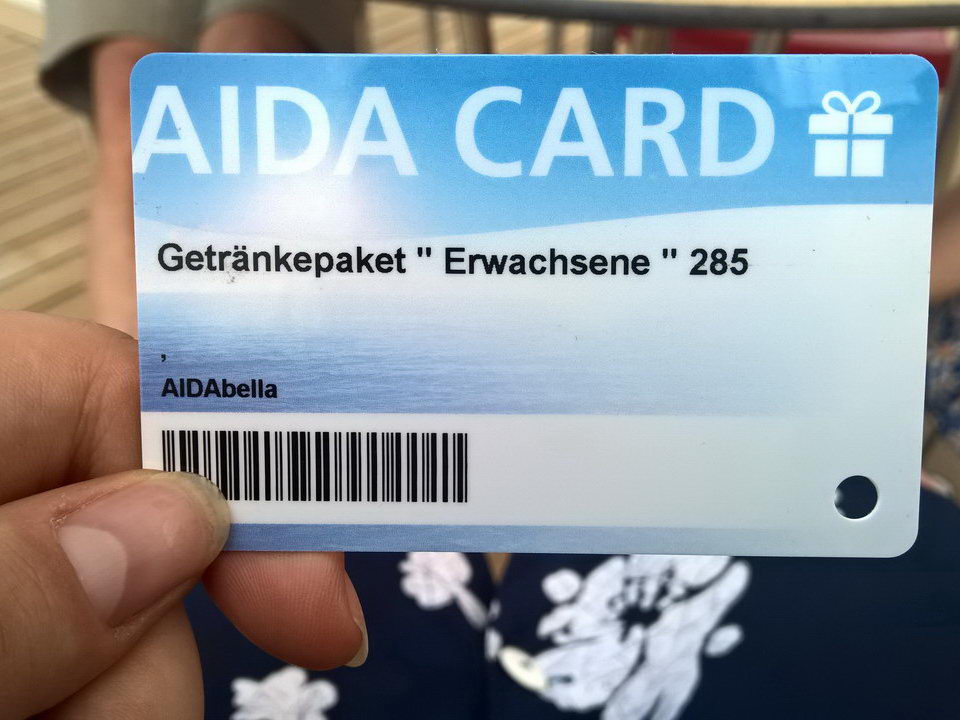 AIDA CARD
Getränkepaket " Erwachsene " 285
,
AIDAbella